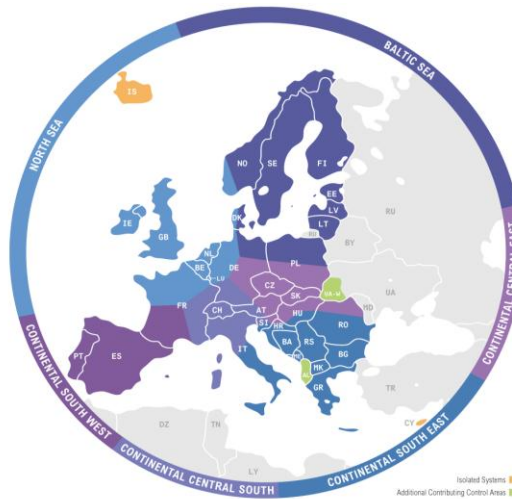 BALTIC SEA
NORTH SEA
IS
NO
SE
FI
EE
LV
LT
RU
RU
DK
IE
GB
NL
BE
LU
DE
PL
BY
UA
UA-W
MD
CZ
SK
AT
HU
FR
CH
SI
HR
RO
IT
BA
RS
BG
ME
MK
AL
GR
PT
ES
TR
CY
DZ
TN
LY
CONTINENTAL CENTRAL EAST
CONTINENTAL SOUTH WEST
CONTINENTAL CENTRAL SOUTH
CONTINENTAL SOUTH EAST
Isolated Systems
Additional Contributing Control Areas